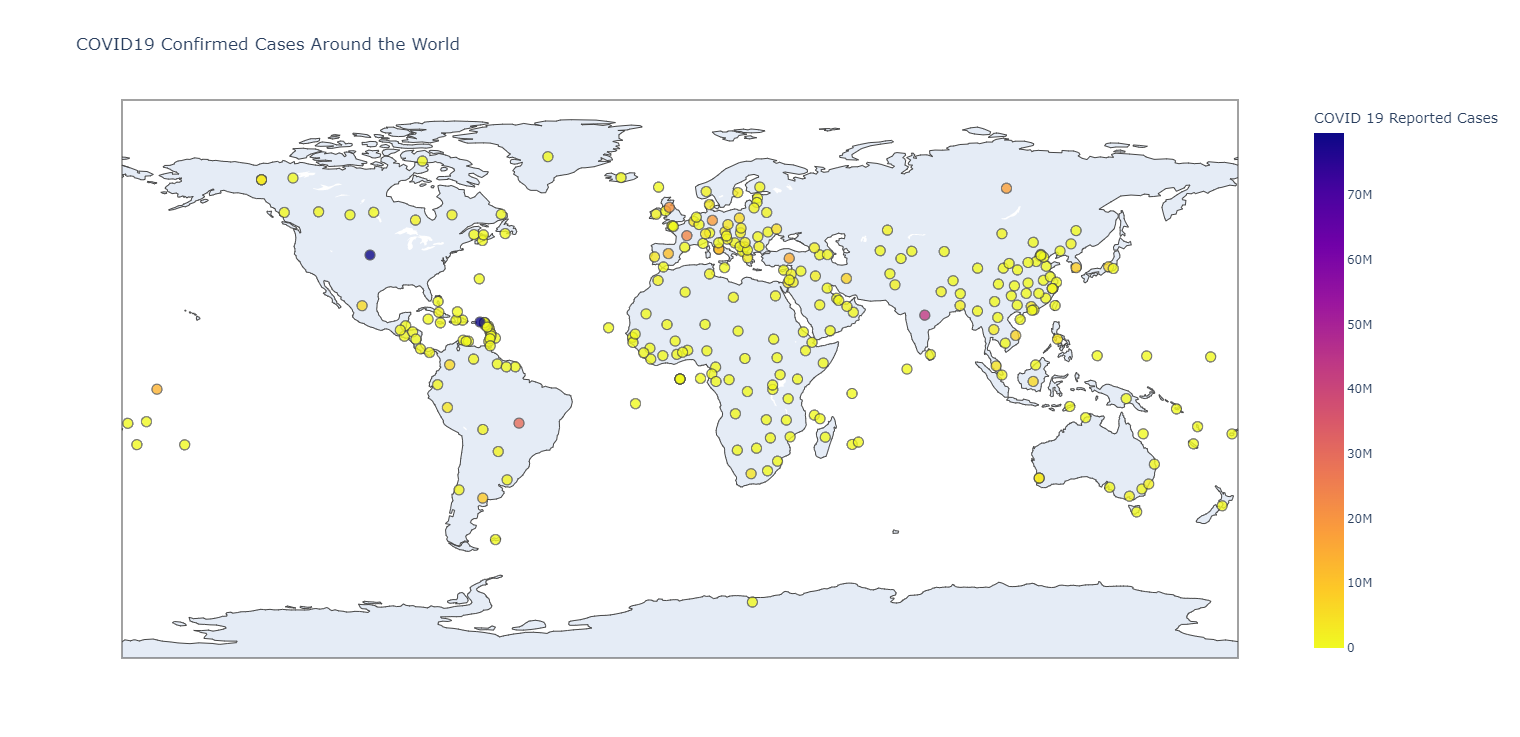 COVID19 Confirmed Cases Around the World
COVID 19 Reported Cases
70M
60M
50M
40M
30M
20M
10M
0